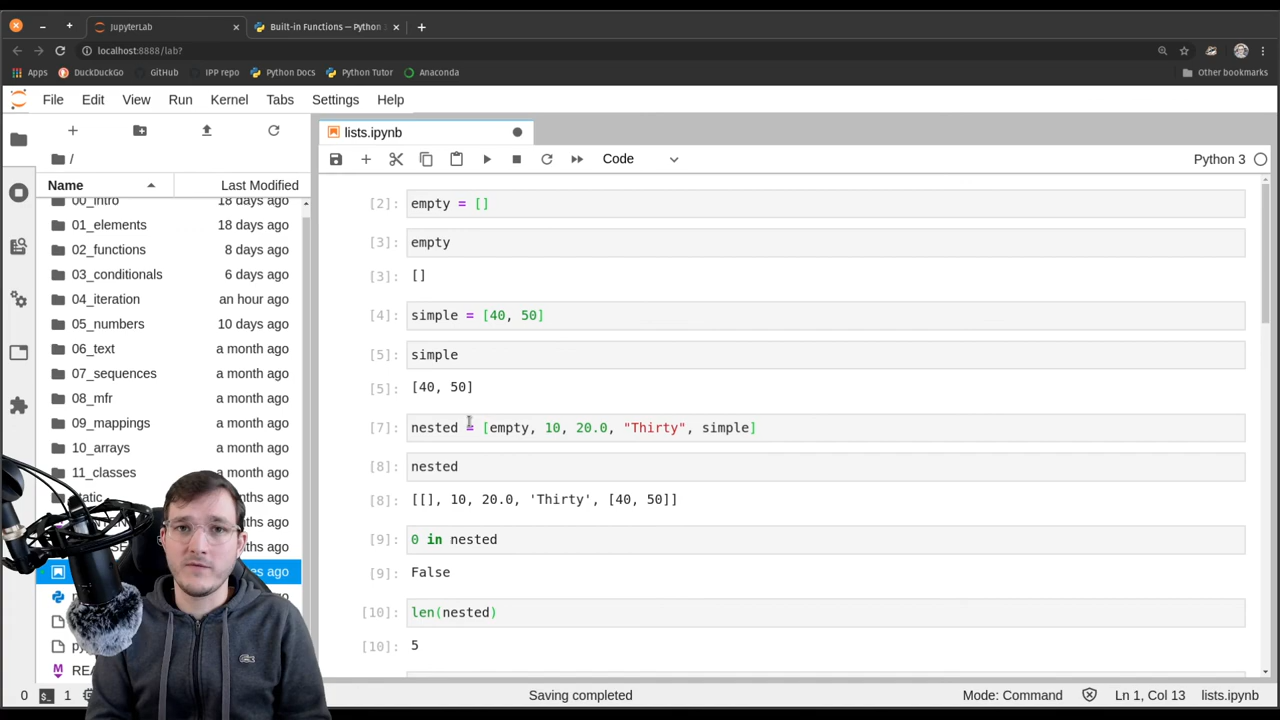 JupyterLab
Built-in Functions — Python
localhost:8888/lab?
Apps DuckDuckGo GitHub IPP repo Python Docs Python Tutor Anaconda Other bookmarks
File Edit View Run Kernel Tabs Settings Help
lists.ipynb
Code Python 3
/
Name Last Modified
00_intro 18 days ago
01_elements 18 days ago
02_functions 8 days ago
03_conditionals 6 days ago
04_iteration an hour ago
05_numbers 10 days ago
06_text a month ago
07_sequences a month ago
08_mfr a month ago
09_mappings a month ago
10_arrays a month ago
11_classes a month ago
static
ago
[2]: empty = []
[3]: empty
[3]: []
[4]: simple = [40, 50]
[5]: simple
[5]: [40, 50]
[7]: nested = [empty, 10, 20.0, "Thirty", simple]
[8]: nested
[8]: [[], 10, 20.0, 'Thirty', [40, 50]]
[9]: 0 in nested
[9]: False
[10]: len(nested)
[10]: 5
0 1 Saving completed Mode: Command Ln 1, Col 13 lists.ipynb